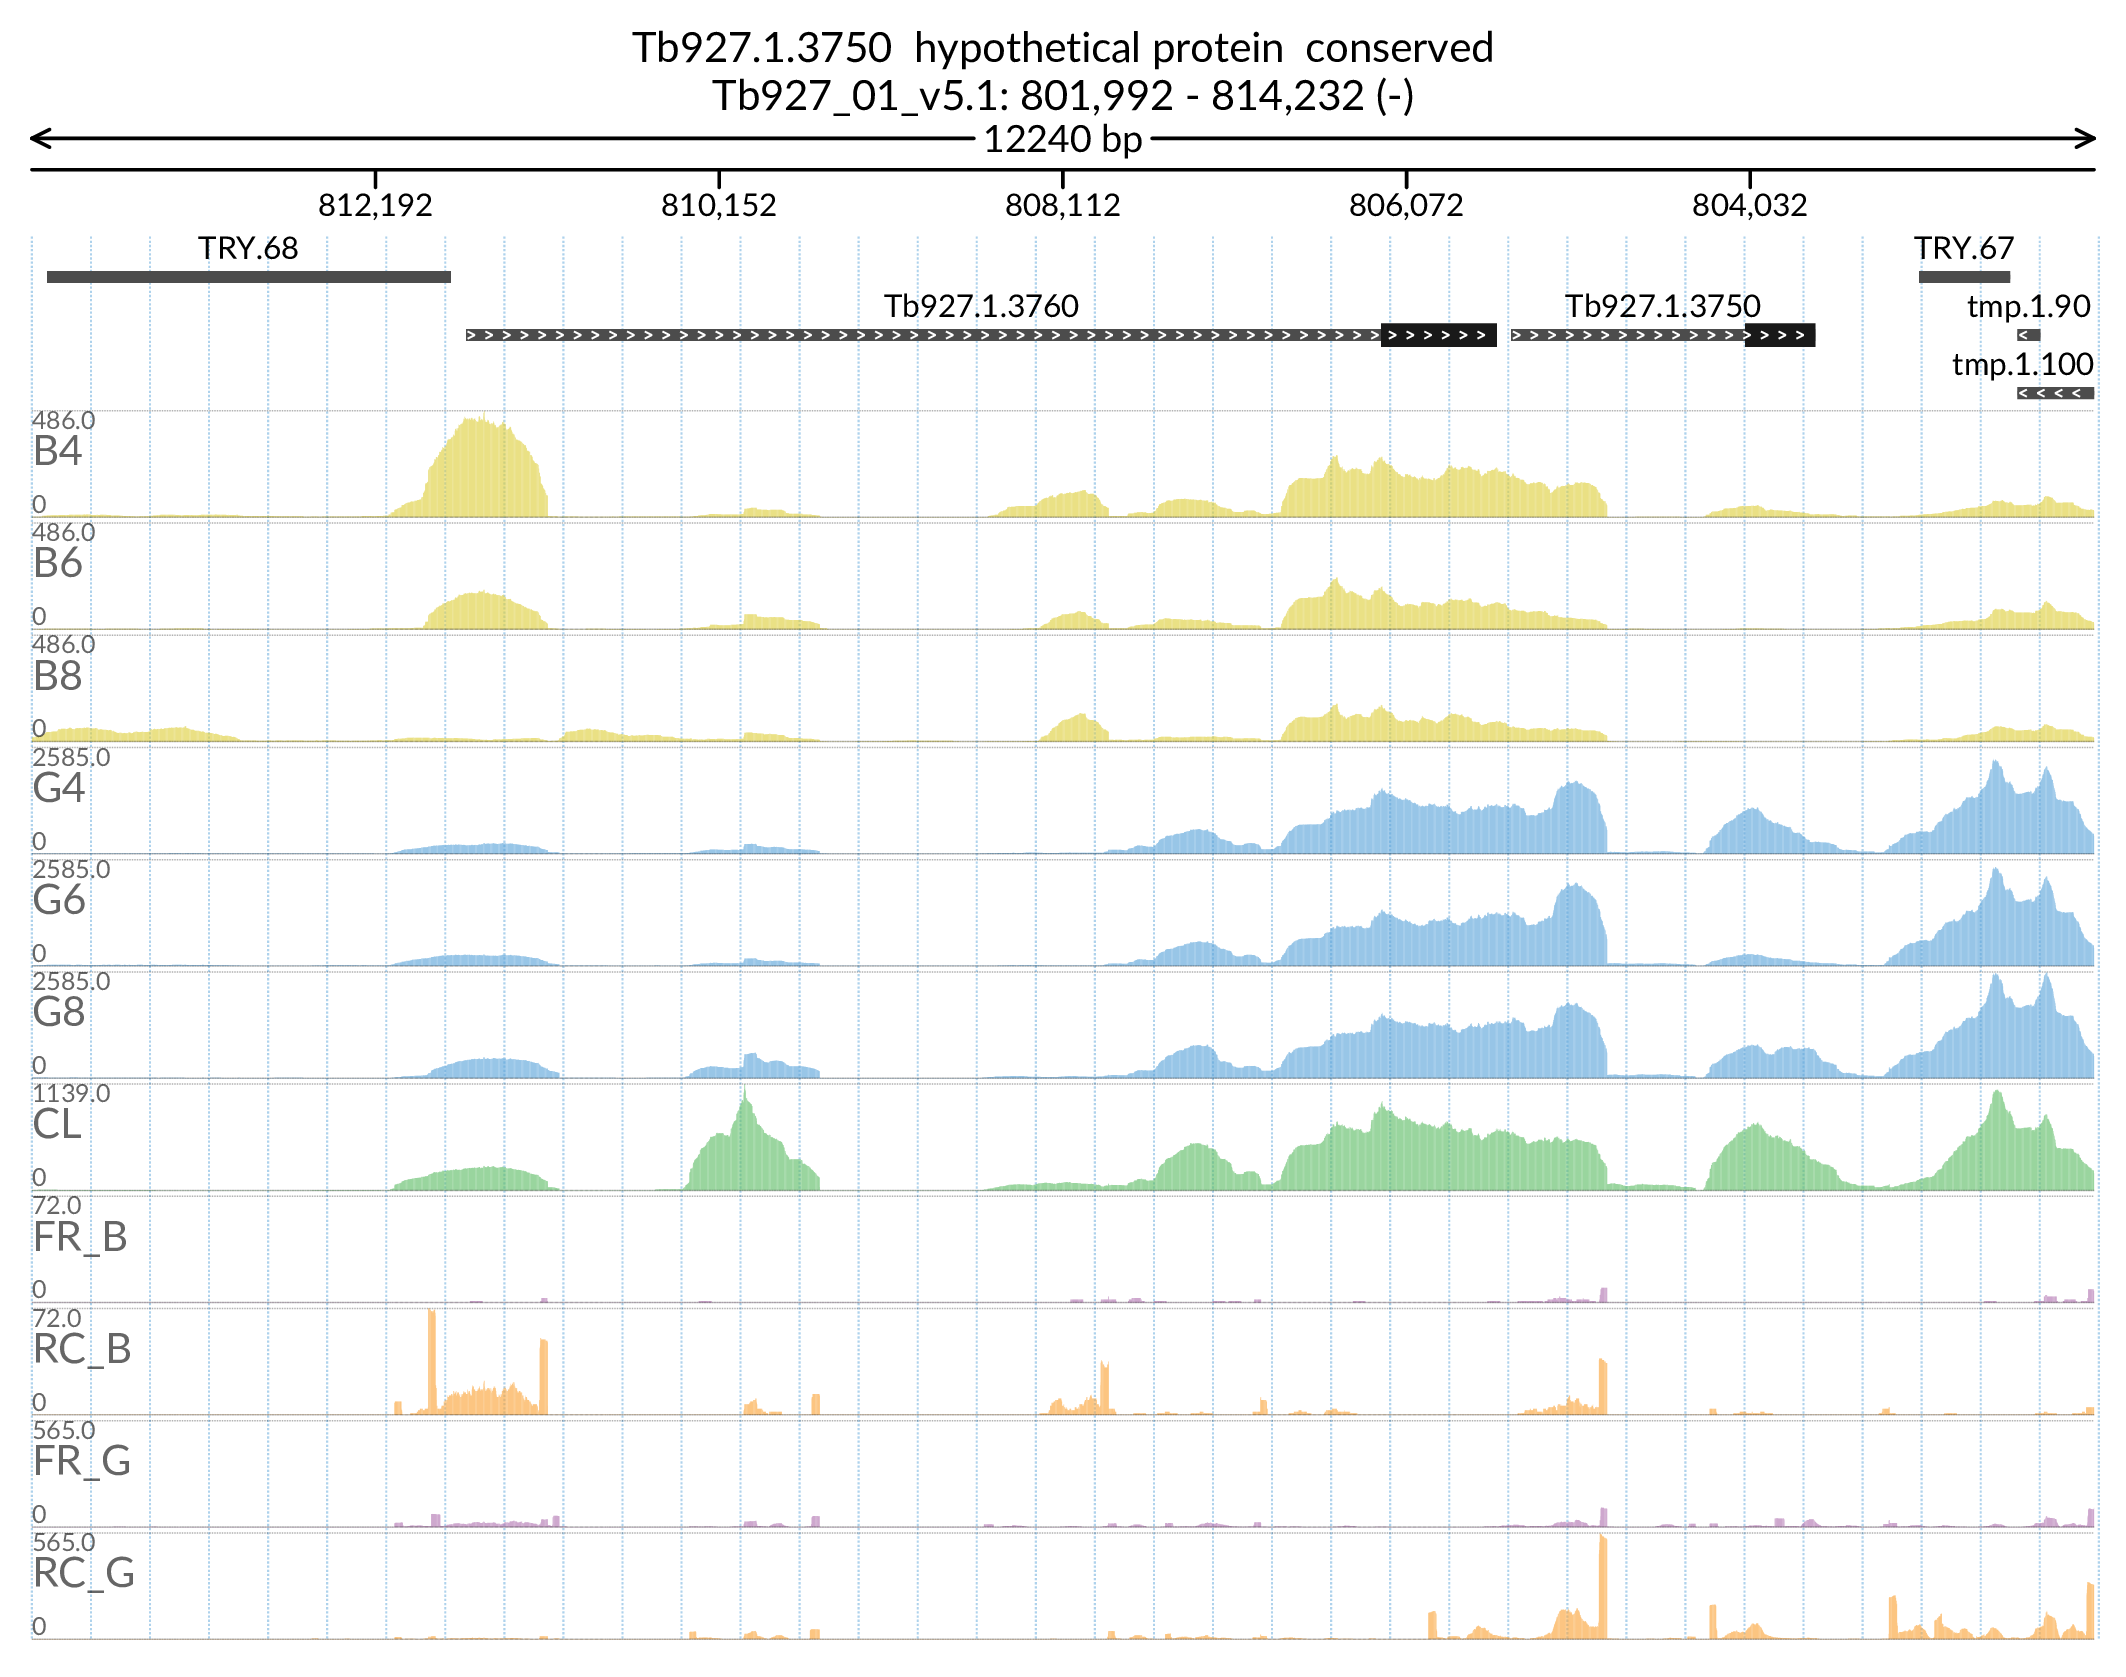 Tb927.1.3750  hypothetical protein  conserved
Tb927_01_v5.1: 801,992 - 814,232 (-)
12240 bp
812,192 810,152 808,112 806,072 804,032
TRY.68 TRY.67
Tb927.1.3760 Tb927.1.3750 tmp.1.90
tmp.1.100
486.0
B4
0
486.0
B6
0
486.0
B8
0
2585.0
G4
0
2585.0
G6
0
2585.0
G8
0
1139.0
CL
0
72.0
FR_B
0
72.0
RC_B
0
565.0
FR_G
0
565.0
RC_G
0